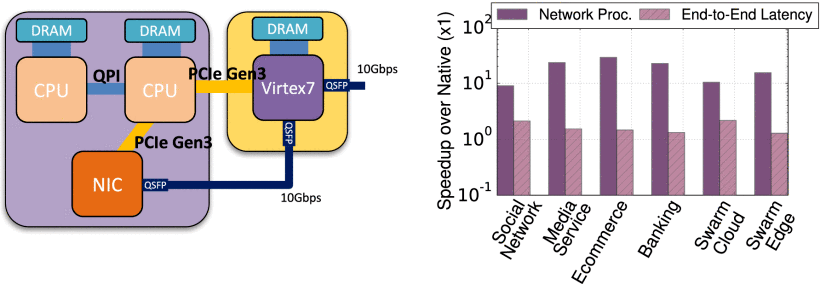 DRAM
DRAM
DRAM
CPU
QPI
CPU
PCIe Gen3
Virtex7
QSFP
10Gbps
QSFP
PCIe Gen3
NIC
QSFP
10Gbps
Network Proc.
End-to-End Latency
Speedup over Native (x1)
10^2
10^1
10^0
10^-1
Social
Network
Media
Service
Ecommerce
Banking
Swarm
Cloud
Swarm
Edge